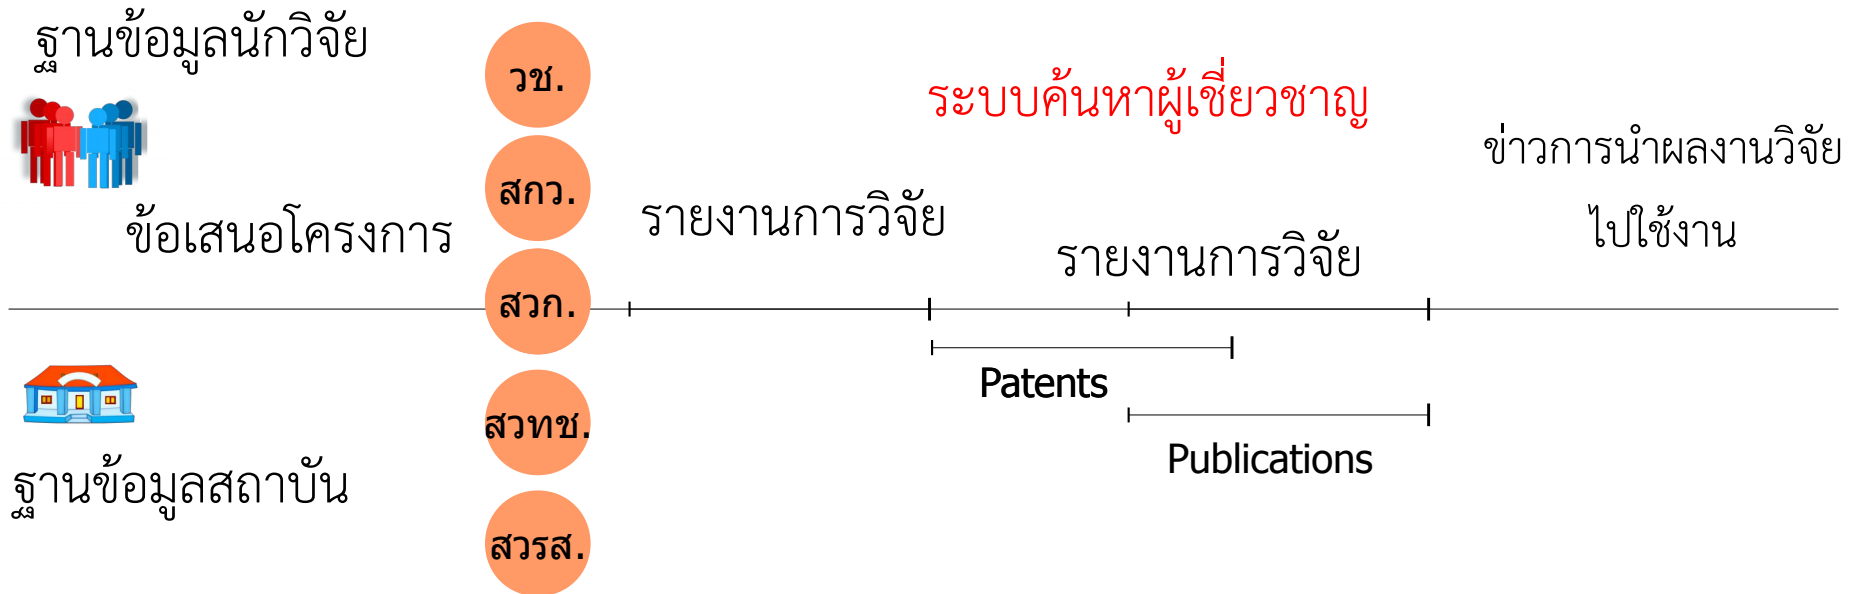 ฐานข้อมูลนักวิจัย
ข้อเสนอโครงการ
ฐานข้อมูลสถาบัน
วช.
สกว.
สวก.
สวทช.
สวรส.
รายงานการวิจัย
ระบบค้นหาผู้เชี่ยวชาญ
รายงานการวิจัย
Patents
Publications
ข่าวการนำผลงานวิจัย
ไปใช้งาน